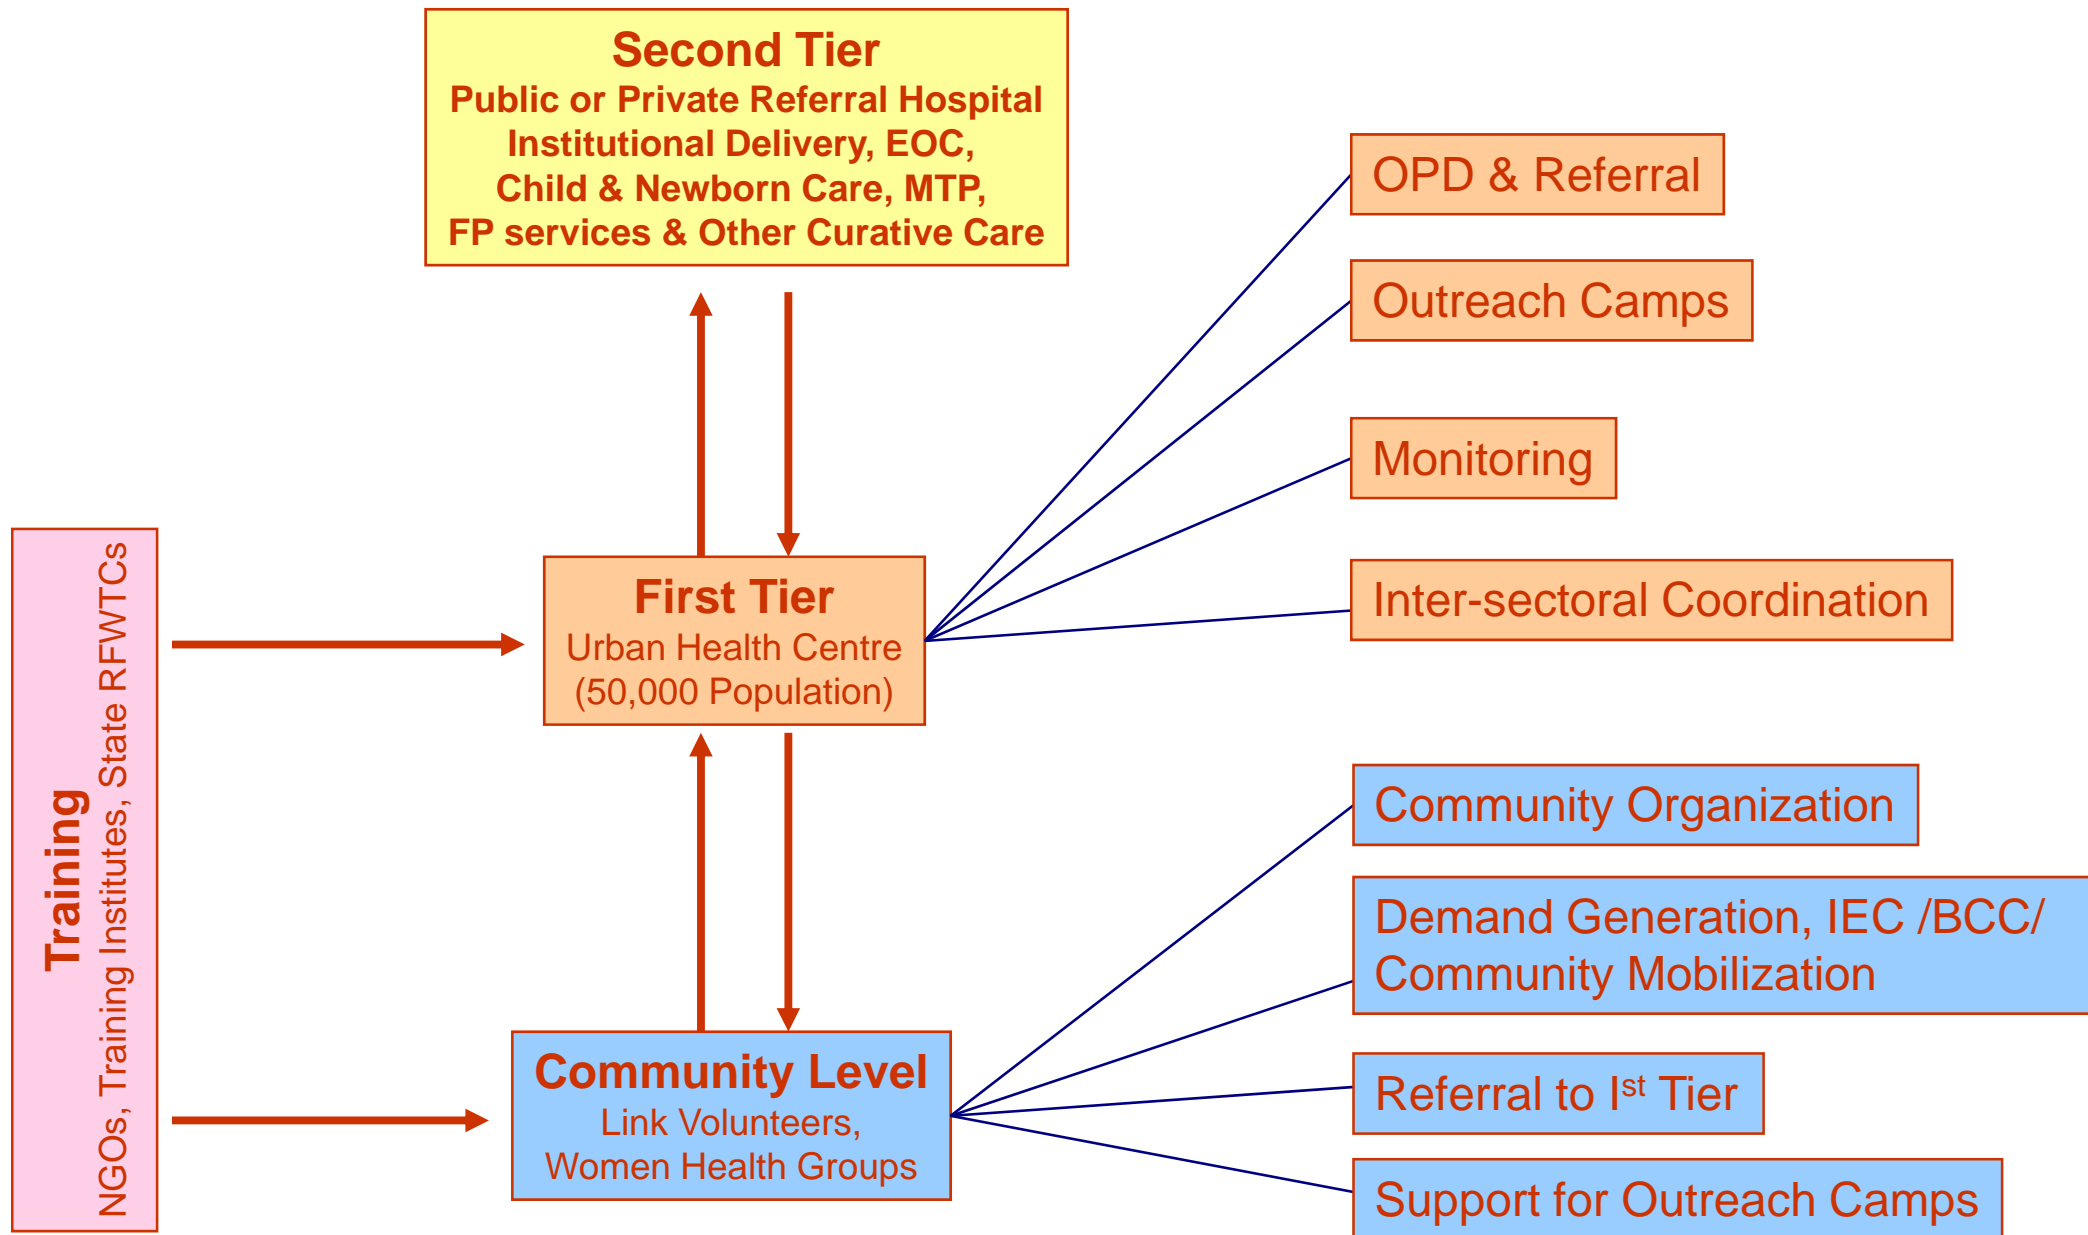 Second Tier
Public or Private Referral Hospital
Institutional Delivery, EOC,
Child & Newborn Care, MTP,
FP services & Other Curative Care
OPD & Referral
Outreach Camps
Monitoring
Inter-sectoral Coordination
First Tier
Urban Health Centre
(50,000 Population)
Training
NGOs, Training Institutes, State RFWTCs
Community Organization
Demand Generation, IEC /BCC/
Community Mobilization
Referral to Ist Tier
Support for Outreach Camps
Community Level
Link Volunteers,
Women Health Groups